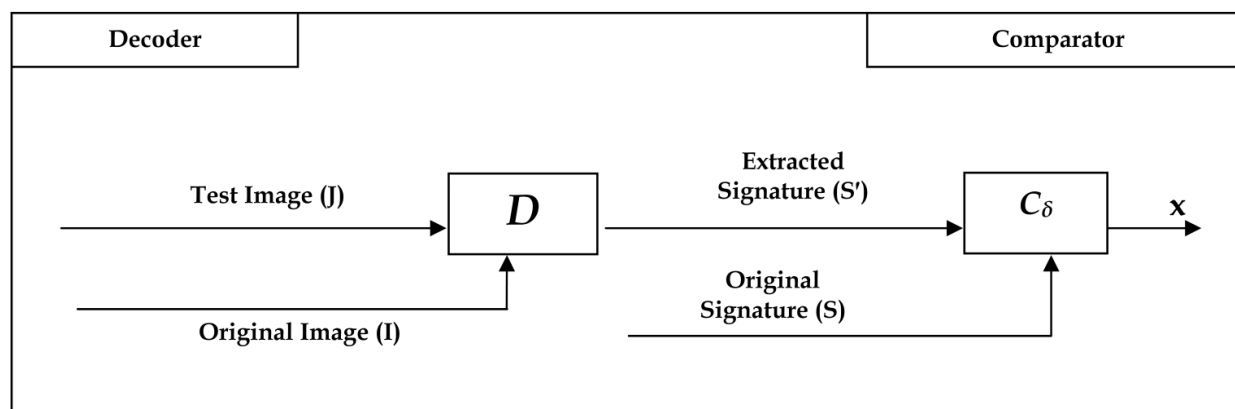 Decoder
Comparator
Test Image (J)
D
Original Image (I)
Extracted
Signature (S′)
Original
Signature (S)
Cδ
x